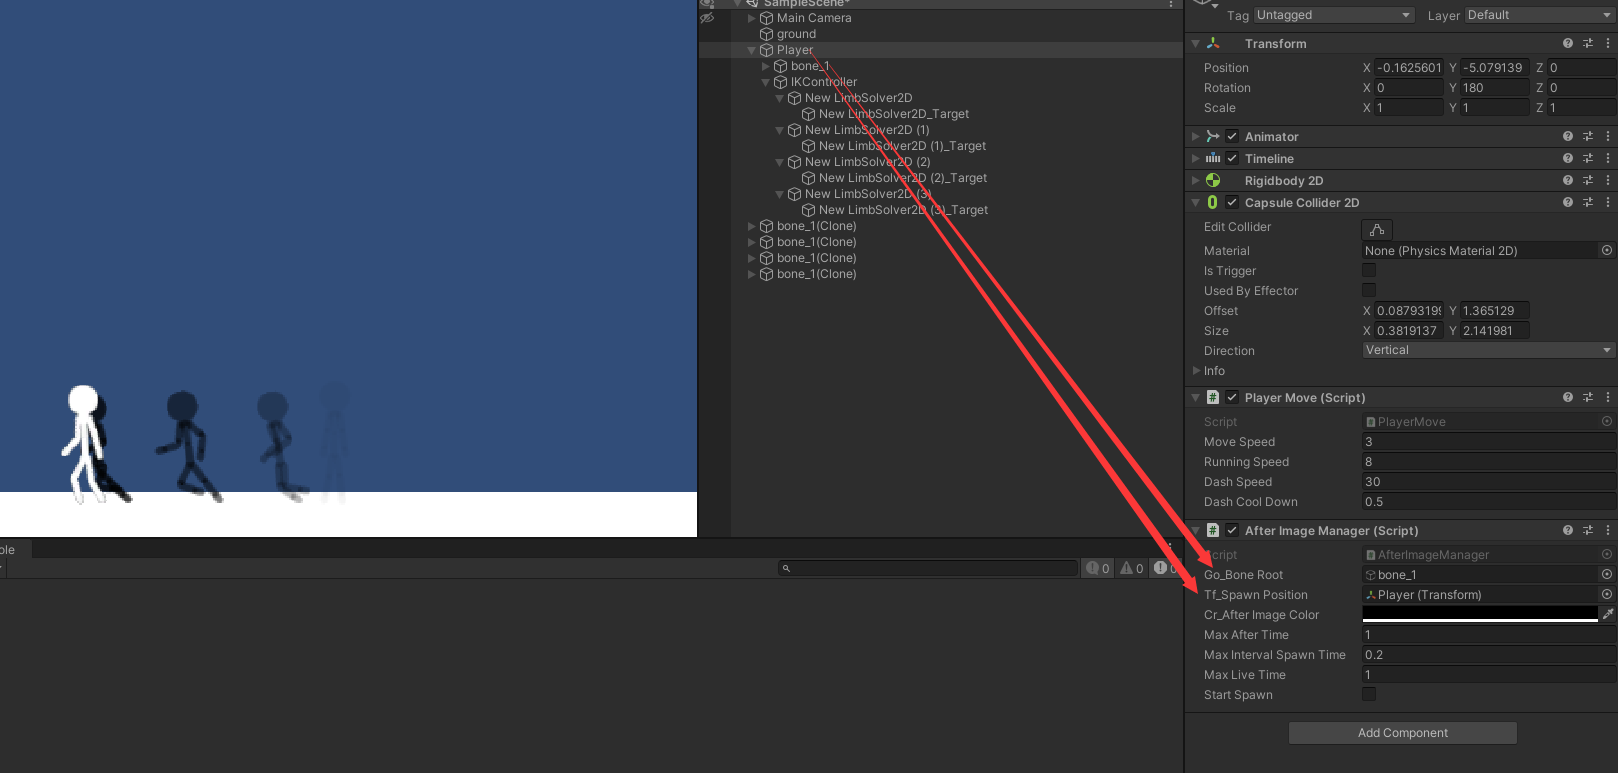 SampleScene*
Main Camera
ground
Player
bone_1
IKController
New LimbSolver2D
New LimbSolver2D_Target
New LimbSolver2D (1)
New LimbSolver2D (1)_Target
New LimbSolver2D (2)
New LimbSolver2D (2)_Target
New LimbSolver2D (3)
New LimbSolver2D (3)_Target
bone_1(Clone)
bone_1(Clone)
bone_1(Clone)
bone_1(Clone)
ole
0 0 0
Tag Untagged Layer Default
Transform
Position X -0.1625601 Y -5.079139 Z 0
Rotation X 0 Y 180 Z 0
Scale X 1 Y 1 Z 1
Animator
Timeline
Rigidbody 2D
Capsule Collider 2D
Edit Collider
Material None (Physics Material 2D)
Is Trigger
Used By Effector
Offset X 0.0879319 Y 1.365129
Size X 0.3819137 Y 2.141981
Direction Vertical
Info
# Player Move (Script)
Script PlayerMove
Move Speed 3
Running Speed 8
Dash Speed 30
Dash Cool Down 0.5
# After Image Manager (Script)
cript AfterImageManager
Go_Bone Root bone_1
Tf_Spawn Position Player (Transform)
Cr_After Image Color
Max After Time 1
Max Interval Spawn Time 0.2
Max Live Time 1
Start Spawn
Add Component